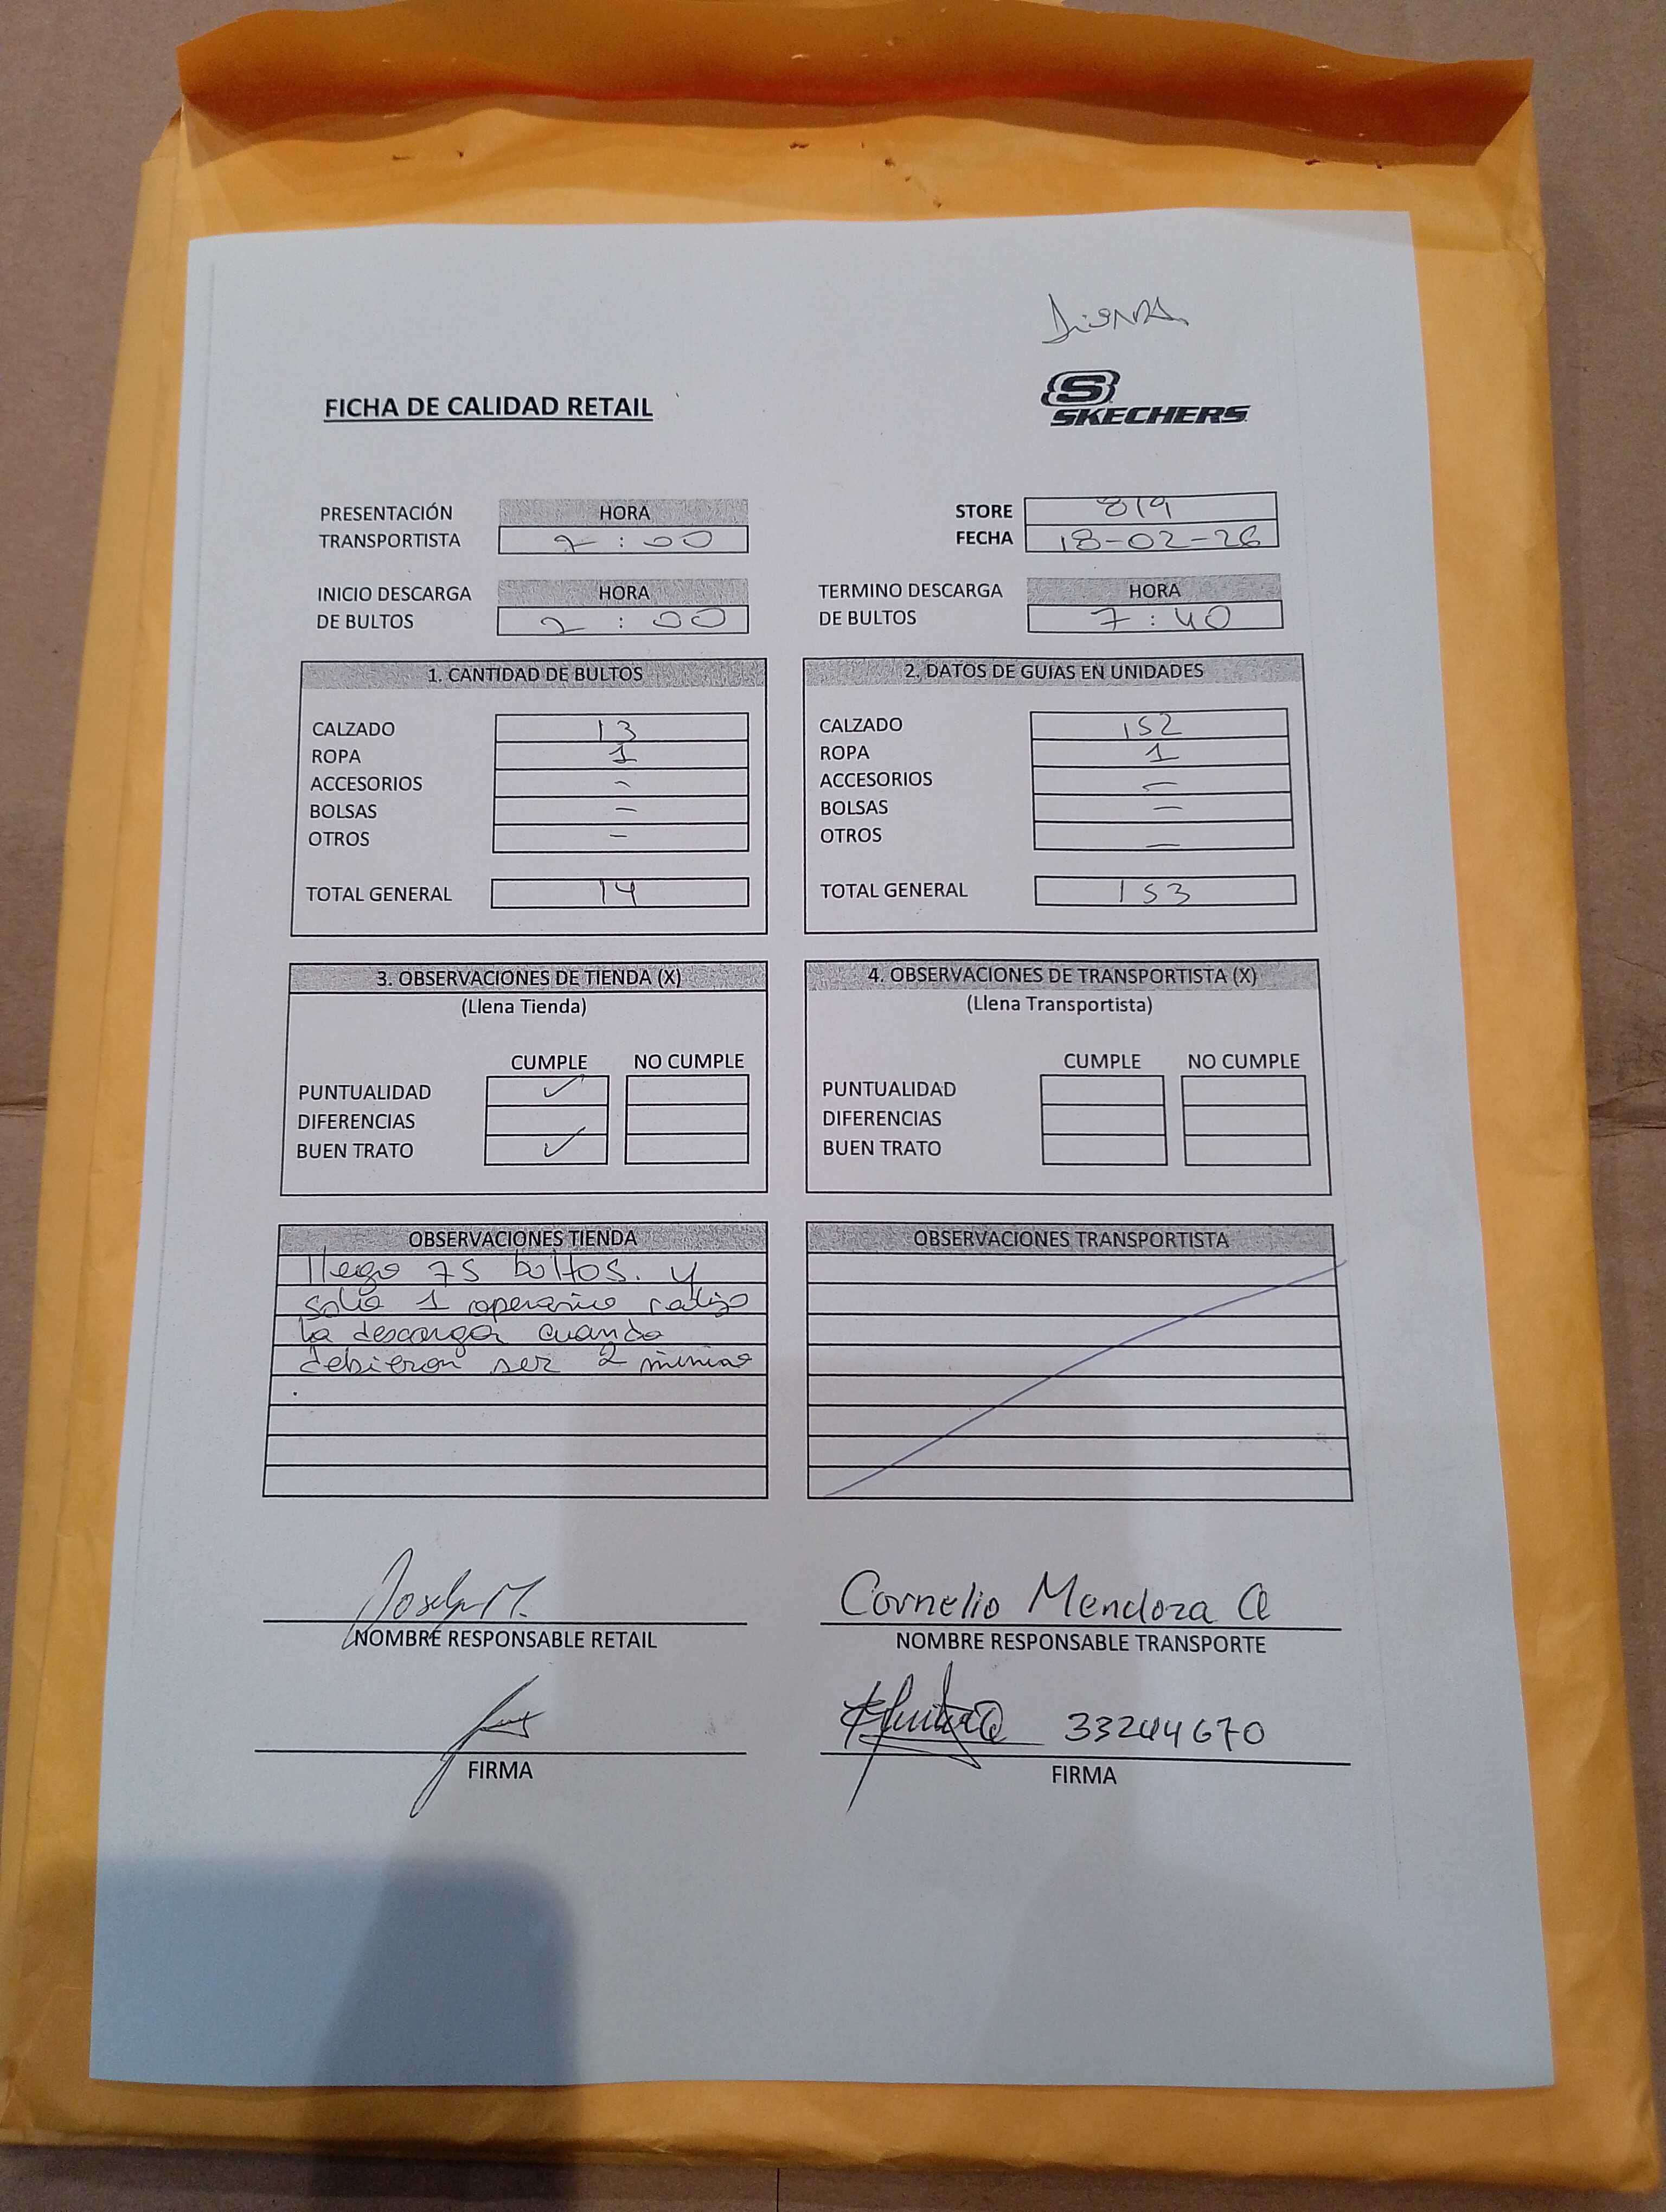 FICHA DE CALIDAD RETAIL
SKECHERS
PRESENTACIÓN TRANSPORTISTA HORA 7:00
STORE 819
FECHA 18-02-26
INICIO DESCARGA DE BULTOS HORA 7:00
TERMINO DESCARGA DE BULTOS HORA 7:40
1. CANTIDAD DE BULTOS
CALZADO 13
ROPA 1
ACCESORIOS -
BOLSAS -
OTROS -
TOTAL GENERAL 14
2. DATOS DE GUIAS EN UNIDADES
CALZADO 152
ROPA 1
ACCESORIOS -
BOLSAS -
OTROS -
TOTAL GENERAL 153
3. OBSERVACIONES DE TIENDA (X)
(Llena Tienda)
CUMPLE NO CUMPLE
PUNTUALIDAD ✓
DIFERENCIAS
BUEN TRATO ✓
4. OBSERVACIONES DE TRANSPORTISTA (X)
(Llena Transportista)
CUMPLE NO CUMPLE
PUNTUALIDAD
DIFERENCIAS
BUEN TRATO
OBSERVACIONES TIENDA
llego 75 bultos. y
solo 1 operario
la descarga cuando
debieron ser 2
OBSERVACIONES TRANSPORTISTA
NOMBRE RESPONSABLE RETAIL
Cornelio Mendoza Q
NOMBRE RESPONSABLE TRANSPORTE
FIRMA
33244670
FIRMA